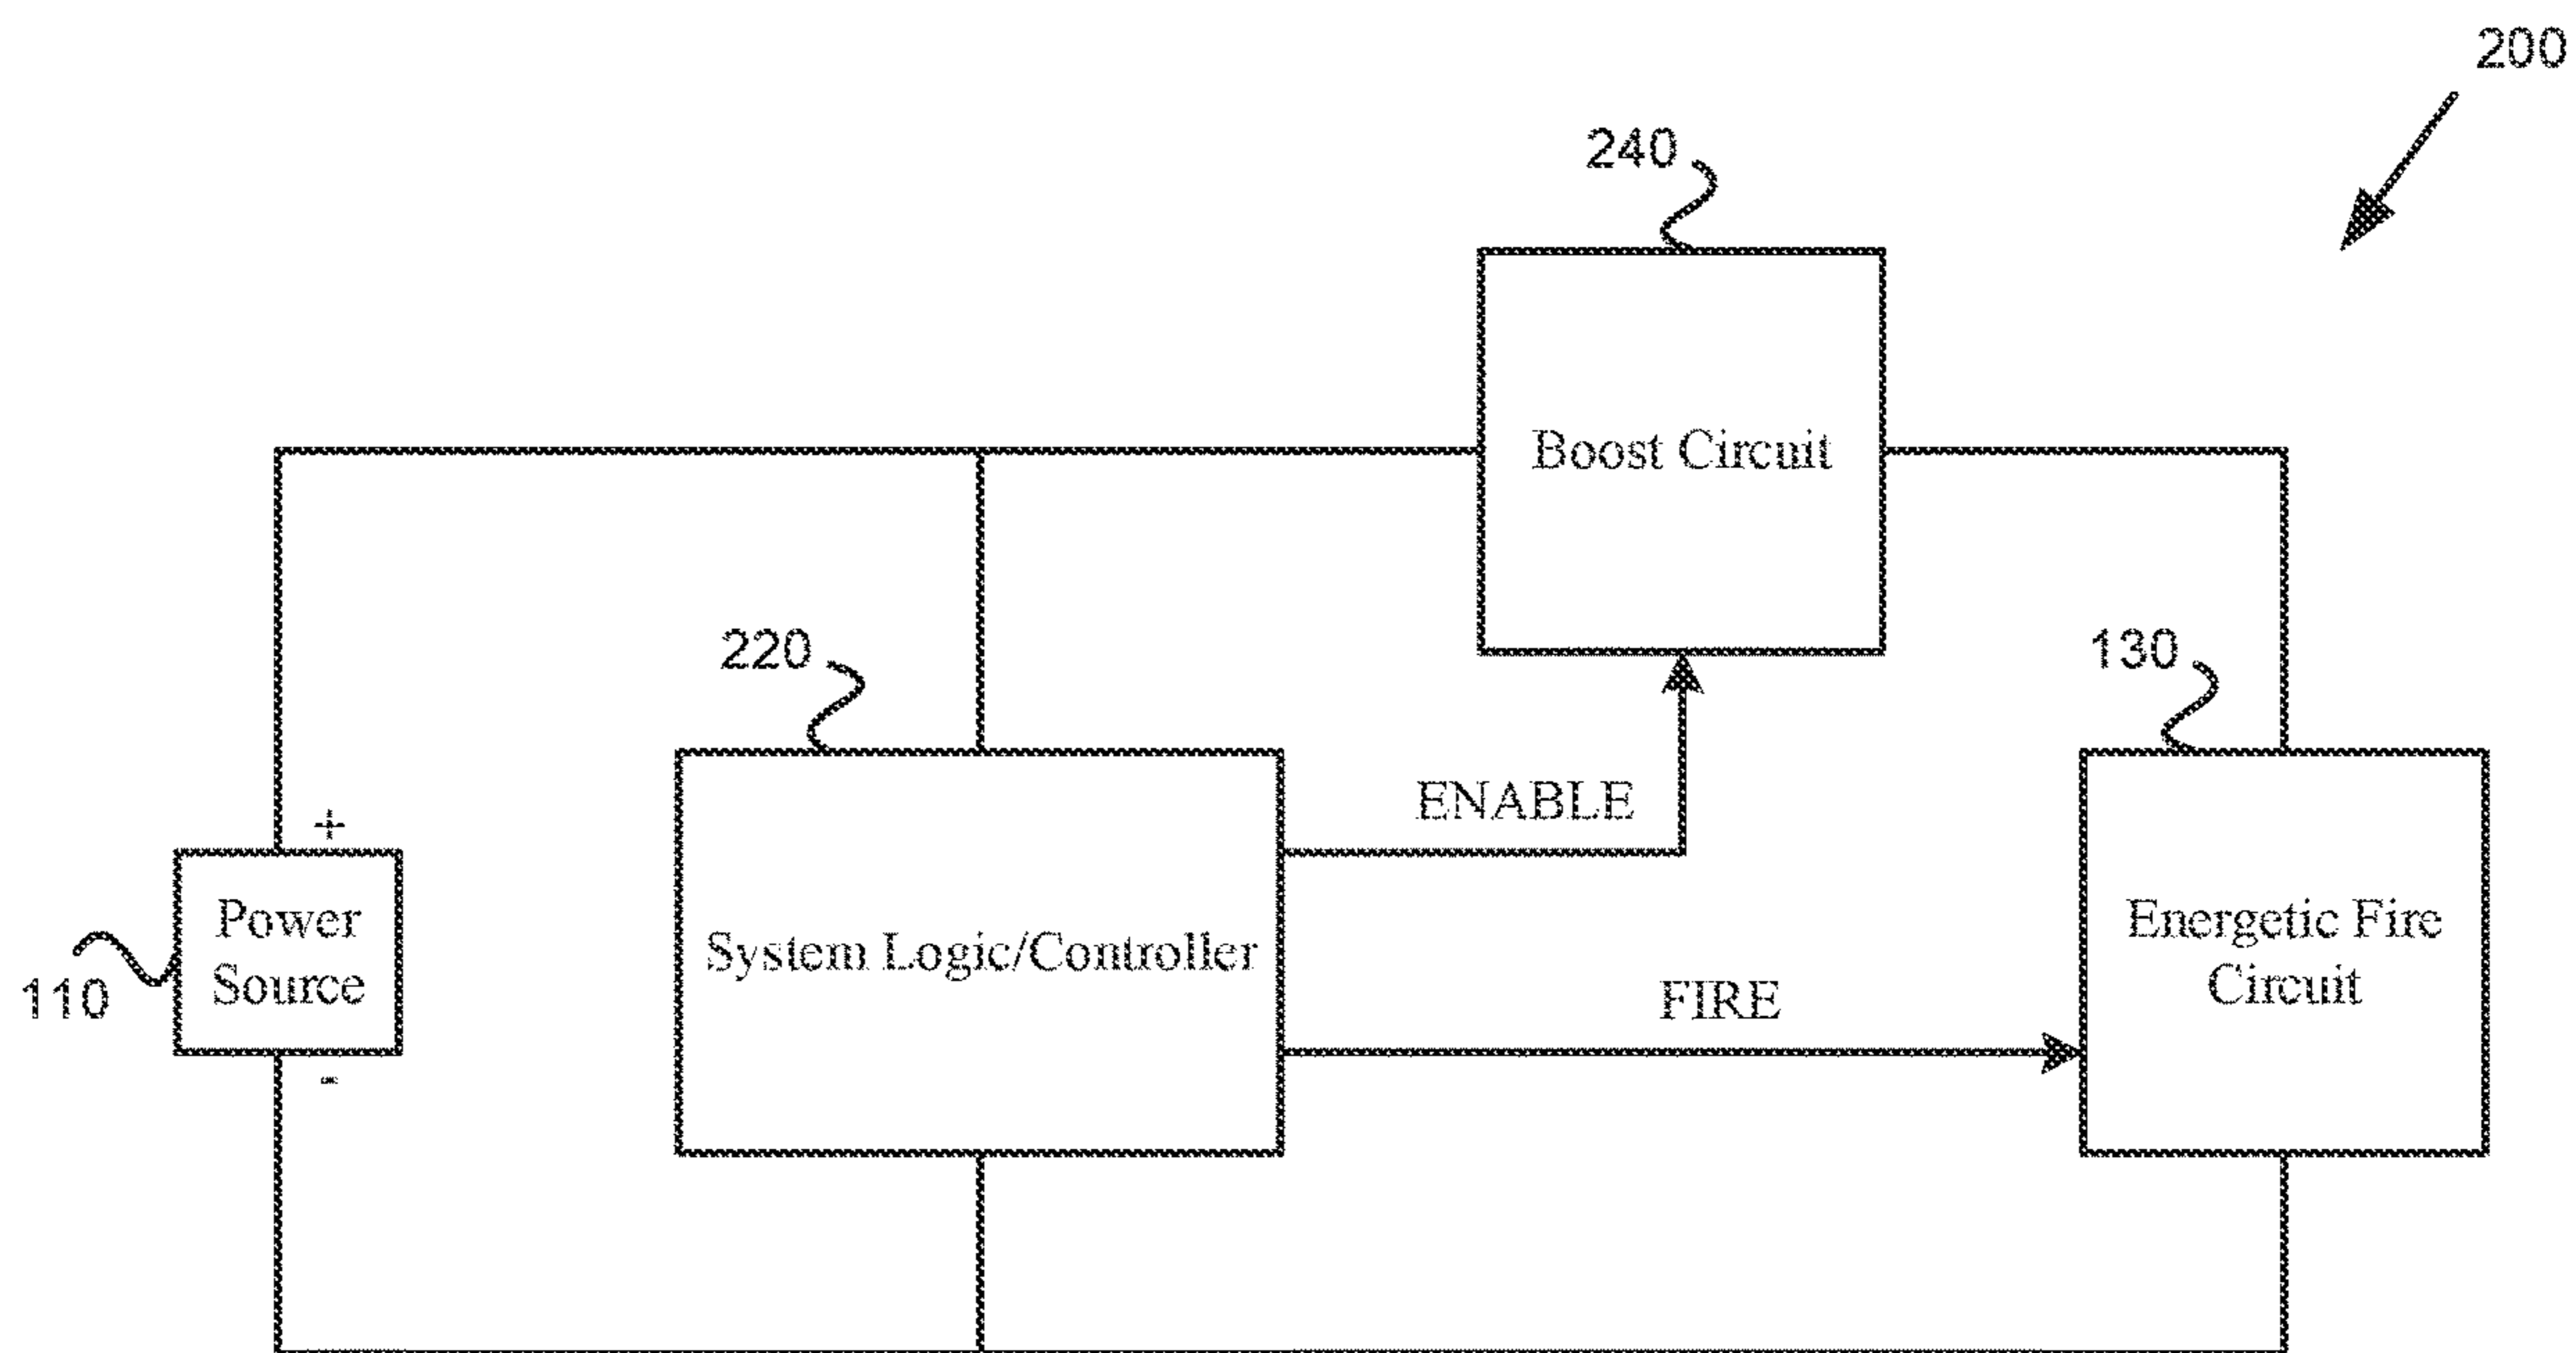 200
240
Boost Circuit
220
130
ENABLE
+
Power
Source
-
110
System Logic/Controller
FIRE
Energetic Fire
Circuit